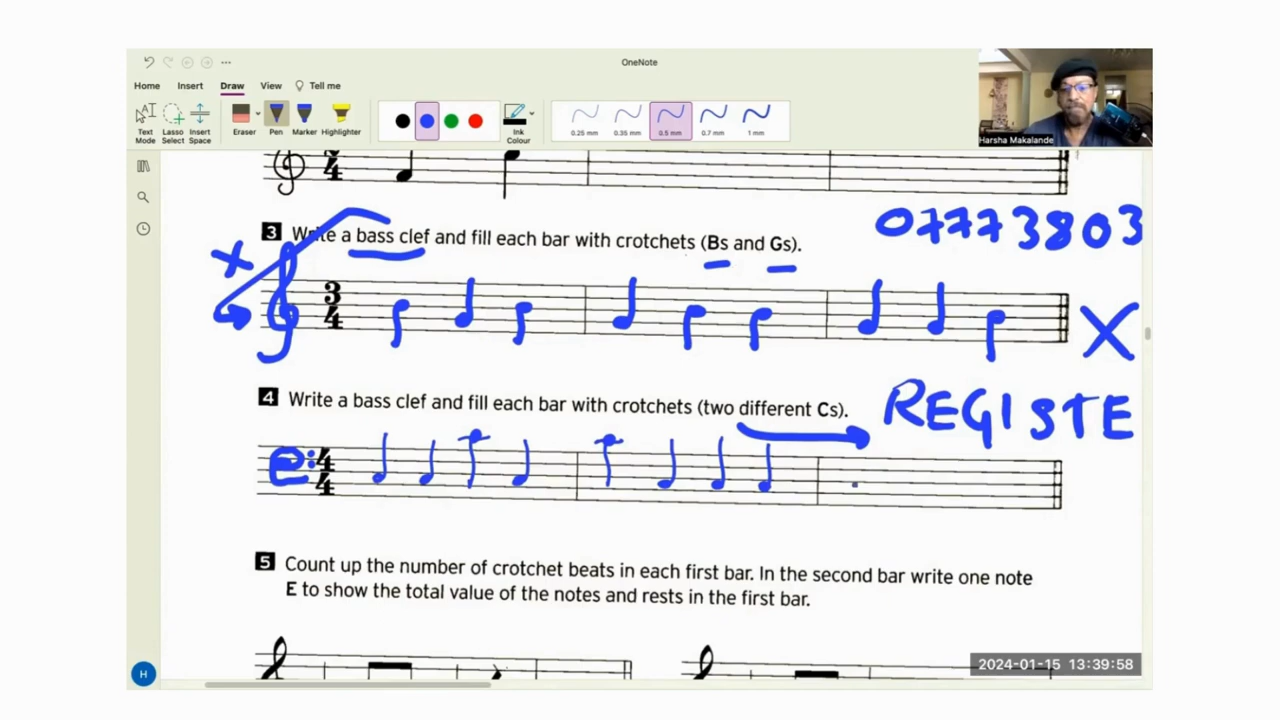 OneNote
Home Insert Draw View Tell me
Text Mode
Lasso Select
Insert Space
Eraser
Pen
Marker
Highlighter
Ink Colour
0.25 mm
0.35 mm
0.5 mm
0.7 mm
1 mm
Harsha Makalande
4
3 Write a bass clef and fill each bar with crotchets (Bs and Gs).
07773803
X
3
4
X
4 Write a bass clef and fill each bar with crotchets (two different Cs).
REGISTE
4
4
5 Count up the number of crotchet beats in each first bar. In the second bar write one note
E to show the total value of the notes and rests in the first bar.
H
2024-01-15 13:39:58